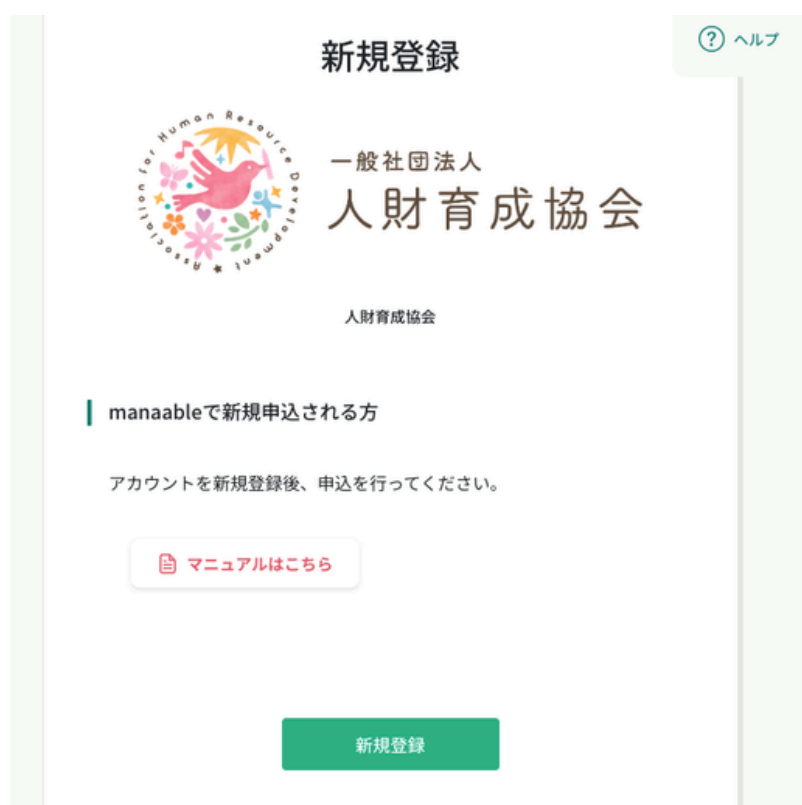 新規登録
ヘルプ
Association for Human Resource Development
一般社団法人
人財育成協会
人財育成協会
manaableで新規申込される方
アカウントを新規登録後、申込を行ってください。
マニュアルはこちら
新規登録